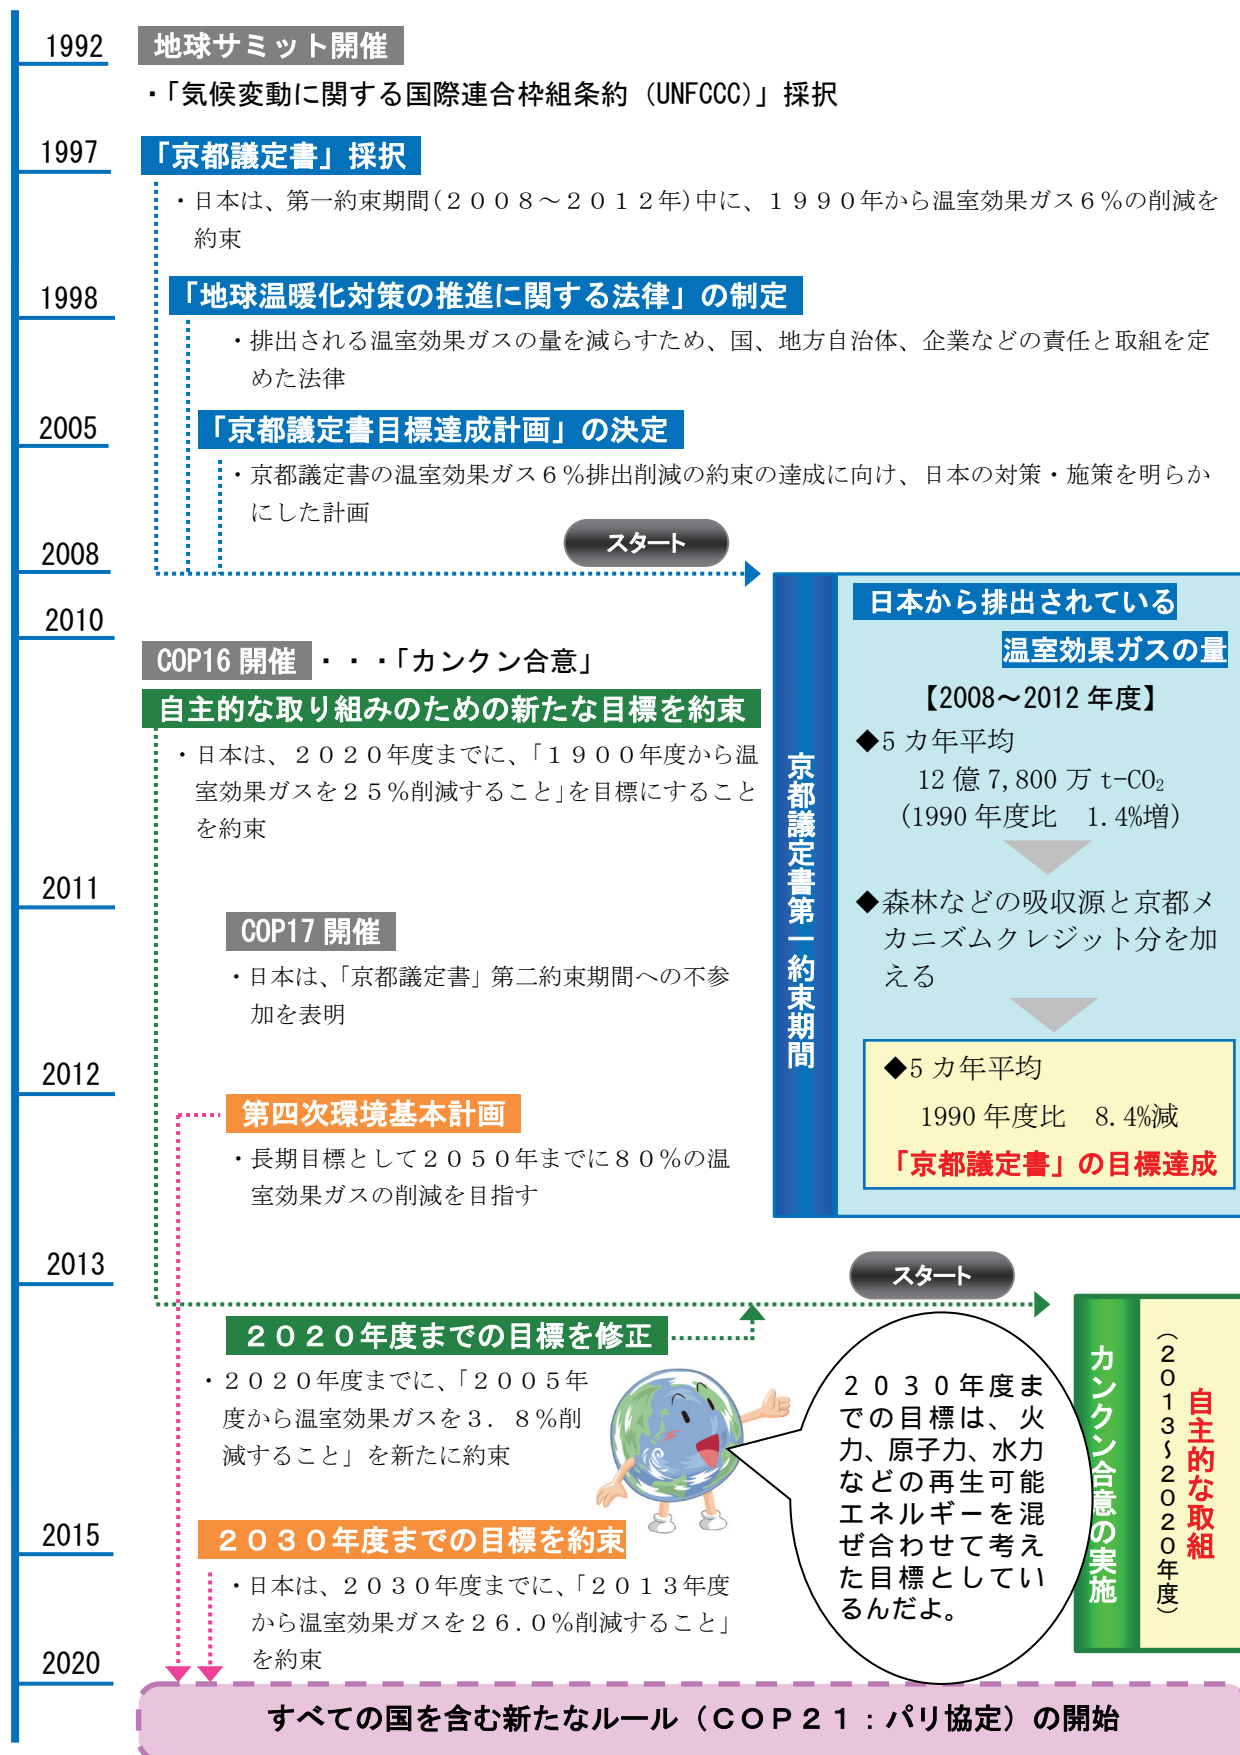 1992
地球サミット開催
・「気候変動に関する国際連合枠組条約（UNFCCC）」採択
1997
「京都議定書」採択
・日本は、第一約束期間(２００８～２０１２年)中に、１９９０年から温室効果ガス６％の削減を
約束
1998
「地球温暖化対策の推進に関する法律」の制定
・排出される温室効果ガスの量を減らすため、国、地方自治体、企業などの責任と取組を定
めた法律
2005
「京都議定書目標達成計画」の決定
・京都議定書の温室効果ガス６％排出削減の約束の達成に向け、日本の対策・施策を明らか
にした計画
スタート
2008
2010
COP16 開催 ・・・「カンクン合意」
自主的な取り組みのための新たな目標を約束
・日本は、２０２０年度までに、「１９００年度から温
室効果ガスを２５％削減すること」を目標にすること
を約束
2011
COP17 開催
・日本は、「京都議定書」第二約束期間への不参
加を表明
2012
第四次環境基本計画
・長期目標として２０５０年までに８０％の温
室効果ガスの削減を目指す
京都議定書第一約束期間
日本から排出されている
温室効果ガスの量
【2008～2012 年度】
◆5 カ年平均
12 億 7,800 万 t-CO₂
（1990 年度比　1.4%増）
◆森林などの吸収源と京都メ
カニズムクレジット分を加
える
◆5 カ年平均
1990 年度比　8.4%減
「京都議定書」の目標達成
2013
スタート
２０２０年度までの目標を修正
・２０２０年度までに、「２００５年
度から温室効果ガスを３．８％削
減すること」を新たに約束
２０３０年度ま
での目標は、火
力、原子力、水力
などの再生可能
エネルギーを混
ぜ合わせて考え
た目標としてい
るんだよ。
カンクン合意の実施
自主的な取組
（２０１３～２０２０年度）
2015
２０３０年度までの目標を約束
・日本は、２０３０年度までに、「２０１３年度
から温室効果ガスを２６.０％削減すること」
を約束
2020
すべての国を含む新たなルール（ＣＯＰ２１：パリ協定）の開始